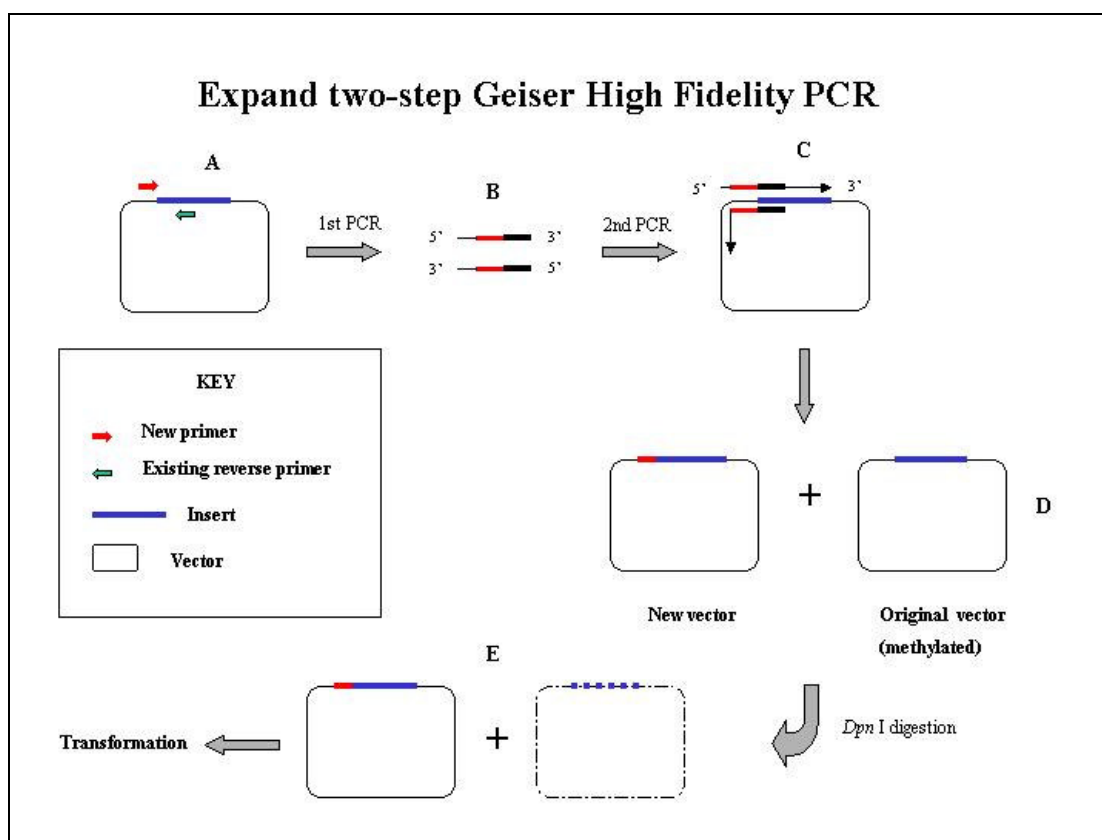 Expand two-step Geiser High Fidelity PCR
A
1st PCR
B
5` 3`
3` 5`
2nd PCR
C
5` 3`
KEY
New primer
Existing reverse primer
Insert
Vector
+
D
New vector
Original vector
(methylated)
Dpn I digestion
E
+
Transformation